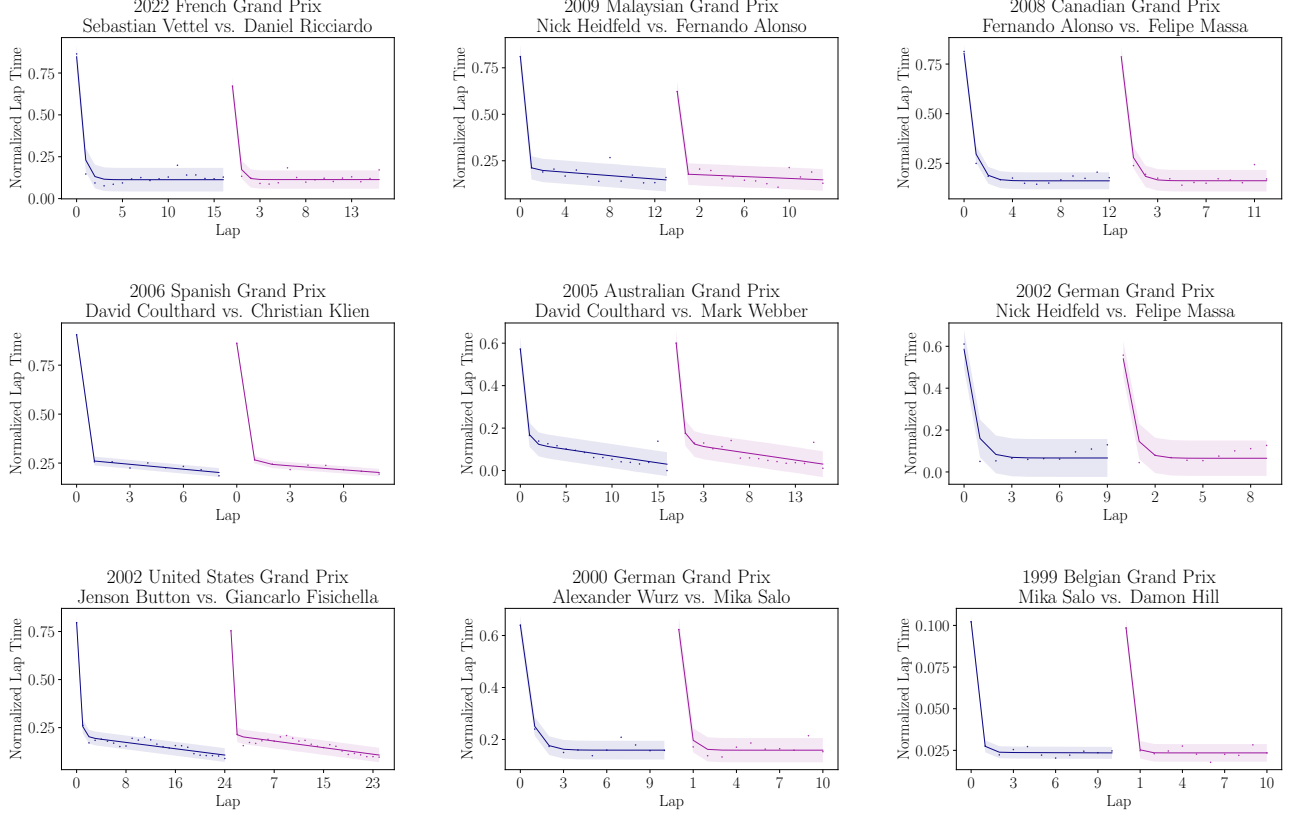 2022 French Grand Prix
Sebastian Vettel vs. Daniel Ricciardo
Normalized Lap Time
0.75
0.50
0.25
0.00
0 5 10 15 3 8 13
Lap
2009 Malaysian Grand Prix
Nick Heidfeld vs. Fernando Alonso
Normalized Lap Time
0.75
0.50
0.25
0 4 8 12 2 6 10
Lap
2008 Canadian Grand Prix
Fernando Alonso vs. Felipe Massa
Normalized Lap Time
0.75
0.50
0.25
0 4 8 12 3 7 11
Lap
2006 Spanish Grand Prix
David Coulthard vs. Christian Klien
Normalized Lap Time
0.75
0.50
0.25
0 3 6 0 3 6
Lap
2005 Australian Grand Prix
David Coulthard vs. Mark Webber
Normalized Lap Time
0.6
0.4
0.2
0.0
0 5 10 15 3 8 13
Lap
2002 German Grand Prix
Nick Heidfeld vs. Felipe Massa
Normalized Lap Time
0.6
0.4
0.2
0.0
0 3 6 9 2 5 8
Lap
2002 United States Grand Prix
Jenson Button vs. Giancarlo Fisichella
Normalized Lap Time
0.75
0.50
0.25
0 8 16 24 7 15 23
Lap
2000 German Grand Prix
Alexander Wurz vs. Mika Salo
Normalized Lap Time
0.6
0.4
0.2
0 3 6 9 1 4 7 10
Lap
1999 Belgian Grand Prix
Mika Salo vs. Damon Hill
Normalized Lap Time
0.100
0.075
0.050
0.025
0 3 6 9 1 4 7 10
Lap